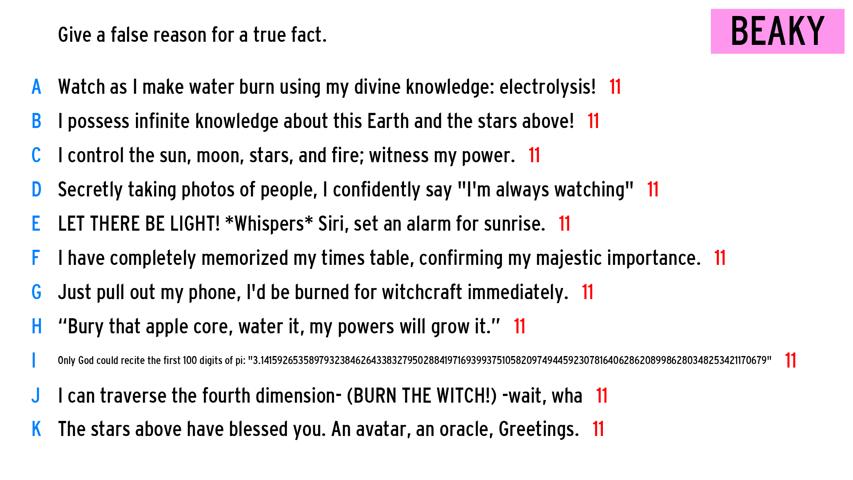 Give a false reason for a true fact.
BEAKY
A Watch as I make water burn using my divine knowledge: electrolysis! 11
B I possess infinite knowledge about this Earth and the stars above! 11
C I control the sun, moon, stars, and fire; witness my power. 11
D Secretly taking photos of people, I confidently say "I'm always watching" 11
E LET THERE BE LIGHT! *Whispers* Siri, set an alarm for sunrise. 11
F I have completely memorized my times table, confirming my majestic importance. 11
G Just pull out my phone, I'd be burned for witchcraft immediately. 11
H “Bury that apple core, water it, my powers will grow it.” 11
I Only God could recite the first 100 digits of pi: "3.1415926535897932384626433832795028841971693993751058209749445923078164062862089986280348253421170679" 11
J I can traverse the fourth dimension- (BURN THE WITCH!) -wait, wha 11
K The stars above have blessed you. An avatar, an oracle, Greetings. 11